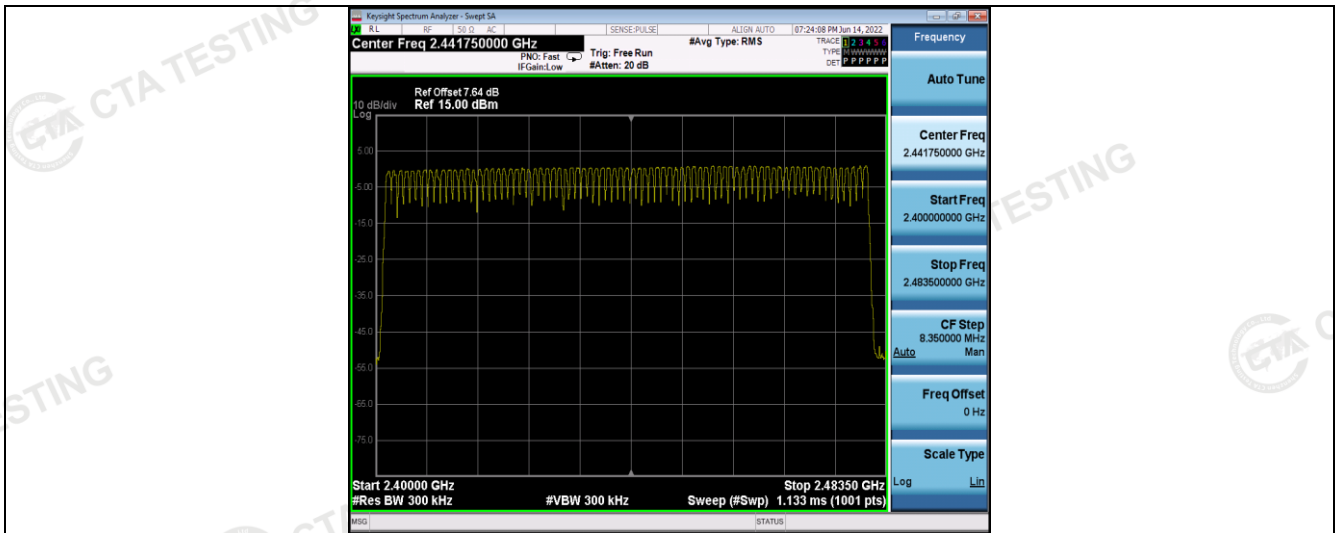 CTA TESTING
Keysight Spectrum Analyzer - Swept SA
RL RF 50 Ω AC SENSE:PULSE ALIGN AUTO 07:24:08 PM Jun 14, 2022
Center Freq 2.441750000 GHz
PNO: Fast
IFGain:Low
Trig: Free Run
#Atten: 20 dB
#Avg Type: RMS
TRACE 1 2 3 4 5 6
TYPE M WWWWW
DET P P P P P P
Ref Offset 7.64 dB
10 dB/div Ref 15.00 dBm
Log
5.00
-5.00
-15.0
-25.0
-35.0
-45.0
-55.0
-65.0
-75.0
Start 2.40000 GHz Stop 2.48350 GHz
#Res BW 300 kHz #VBW 300 kHz Sweep (#Swp) 1.133 ms (1001 pts)
MSG STATUS
Frequency
Auto Tune
Center Freq
2.441750000 GHz
Start Freq
2.400000000 GHz
Stop Freq
2.483500000 GHz
CF Step
8.350000 MHz
Auto Man
Freq Offset
0 Hz
Scale Type
Log Lin
TESTING
CTA
STING
CTA